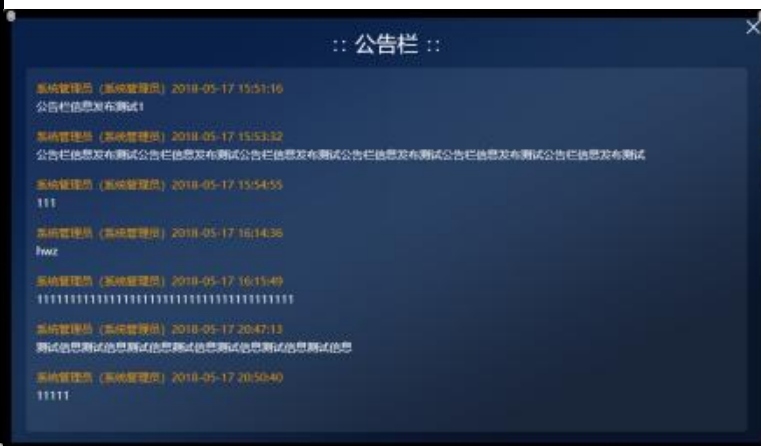 :: 公告栏 ::
系统管理员 (系统管理员) 2018-05-17 15:51:16
公告栏信息发布测试1
系统管理员 (系统管理员) 2018-05-17 15:53:32
公告栏信息发布测试公告栏信息发布测试公告栏信息发布测试公告栏信息发布测试公告栏信息发布测试公告栏信息发布测试
系统管理员 (系统管理员) 2018-05-17 15:54:55
111
系统管理员 (系统管理员) 2018-05-17 16:14:36
hwz
系统管理员 (系统管理员) 2018-05-17 16:15:49
1111111111111111111111111111111111111111
系统管理员 (系统管理员) 2018-05-17 20:47:13
测试信息测试信息测试信息测试信息测试信息测试信息测试信息
系统管理员 (系统管理员) 2018-05-17 20:50:40
11111